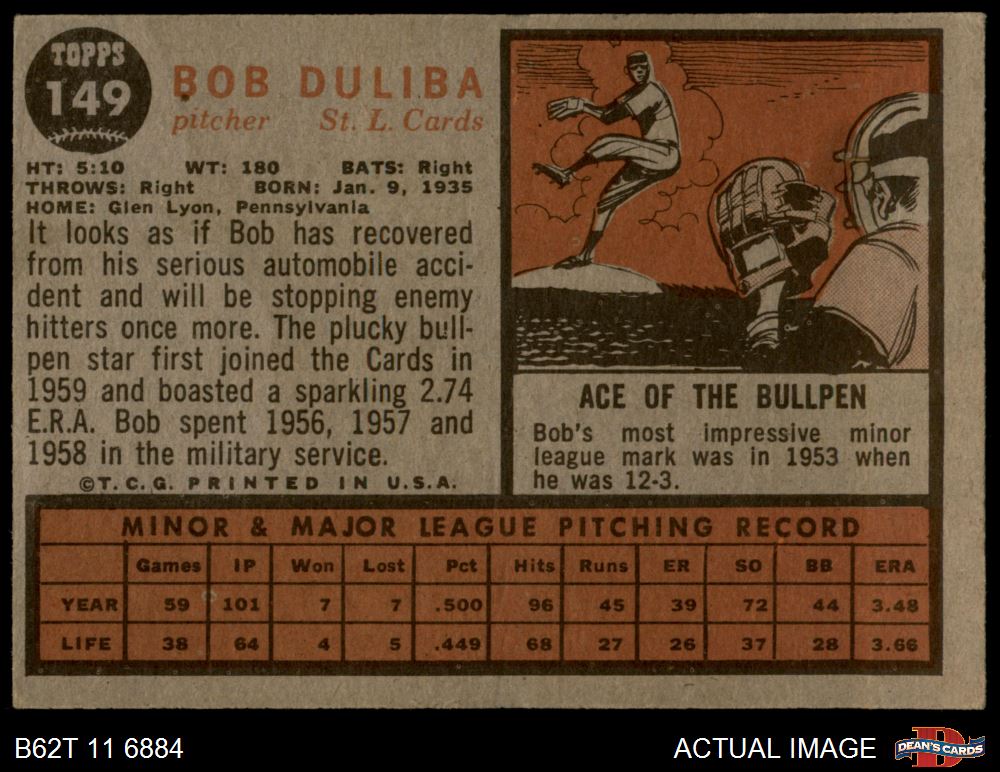 TOPPS
149
BOB DULIBA
pitcher St. L. Cards
HT: 5:10 WT: 180 BATS: Right
THROWS: Right BORN: Jan. 9, 1935
HOME: Glen Lyon, Pennsylvania
It looks as if Bob has recovered
from his serious automobile acci-
dent and will be stopping enemy
hitters once more. The plucky bull-
pen star first joined the Cards in
1959 and boasted a sparkling 2.74
E.R.A. Bob spent 1956, 1957 and
1958 in the military service.
©T.C.G. PRINTED IN U.S.A.
ACE OF THE BULLPEN
Bob's most impressive minor
league mark was in 1953 when
he was 12-3.
MINOR & MAJOR LEAGUE PITCHING RECORD
Games IP Won Lost Pct Hits Runs ER SO BB ERA
YEAR 59 101 7 7 .500 96 45 39 72 44 3.48
LIFE 38 64 4 5 .449 68 27 26 37 28 3.66
B62T 11 6884
ACTUAL IMAGE
D
DEAN'S CARDS